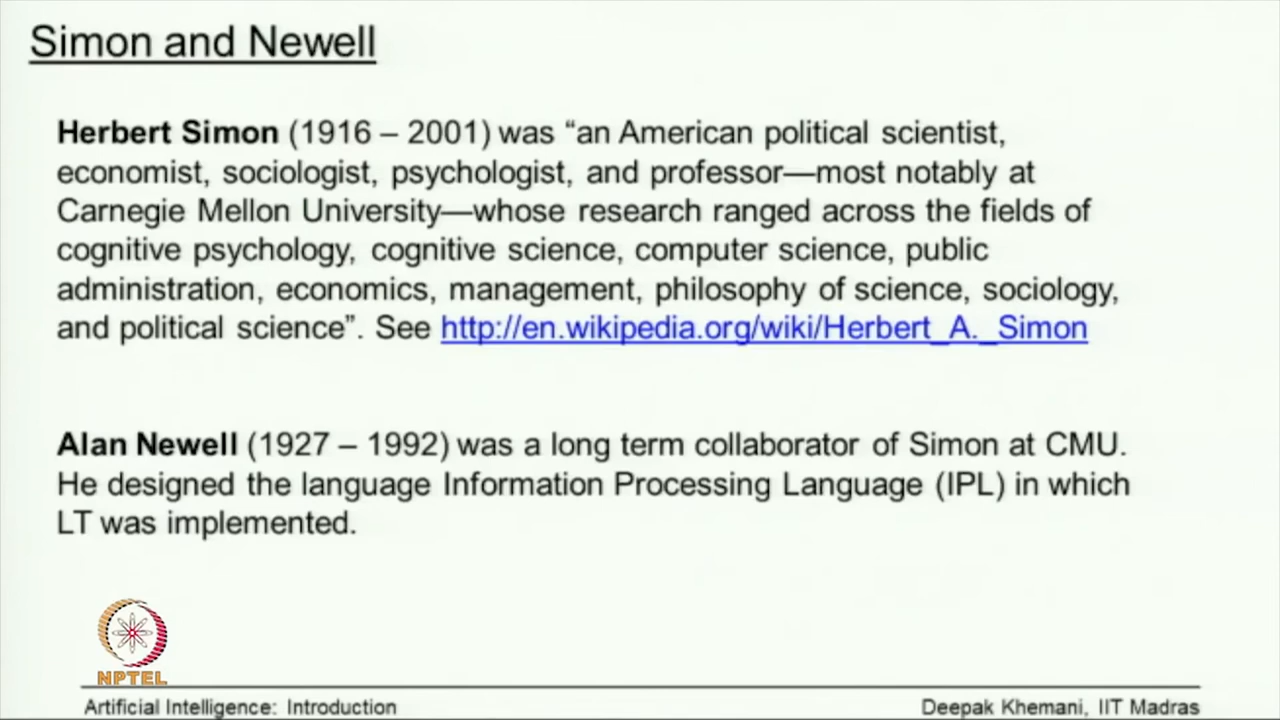 Simon and Newell
Herbert Simon (1916 – 2001) was “an American political scientist,
economist, sociologist, psychologist, and professor—most notably at
Carnegie Mellon University—whose research ranged across the fields of
cognitive psychology, cognitive science, computer science, public
administration, economics, management, philosophy of science, sociology,
and political science”. See http://en.wikipedia.org/wiki/Herbert_A._Simon
Alan Newell (1927 – 1992) was a long term collaborator of Simon at CMU.
He designed the language Information Processing Language (IPL) in which
LT was implemented.
NPTEL
Artificial Intelligence: Introduction
Deepak Khemani, IIT Madras